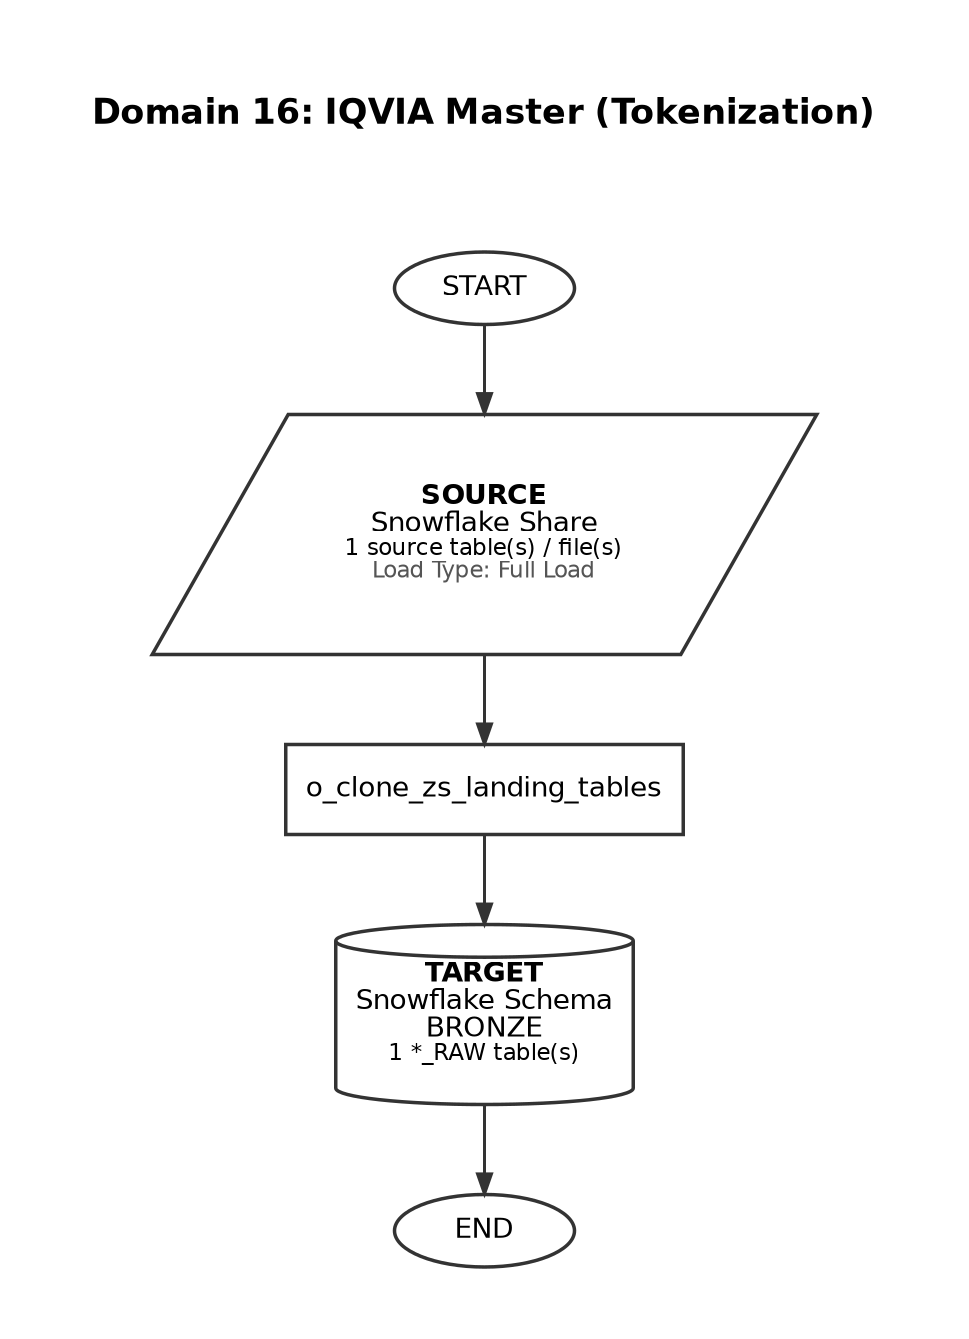 Domain 16: IQVIA Master (Tokenization)
START
SOURCE
Snowflake Share
1 source table(s) / file(s)
Load Type: Full Load
o_clone_zs_landing_tables
TARGET
Snowflake Schema
BRONZE
1 *_RAW table(s)
END